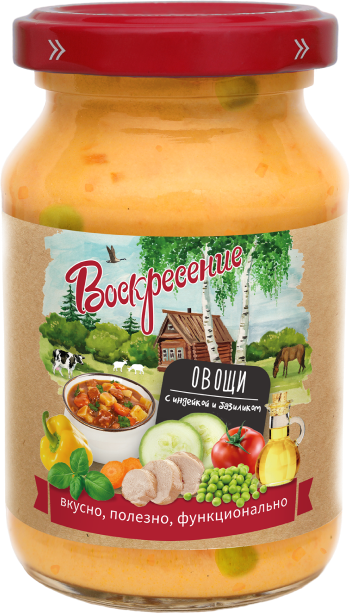 Воскресение
ОВОЩИ
с индейкой и базиликом
вкусно, полезно, функционально